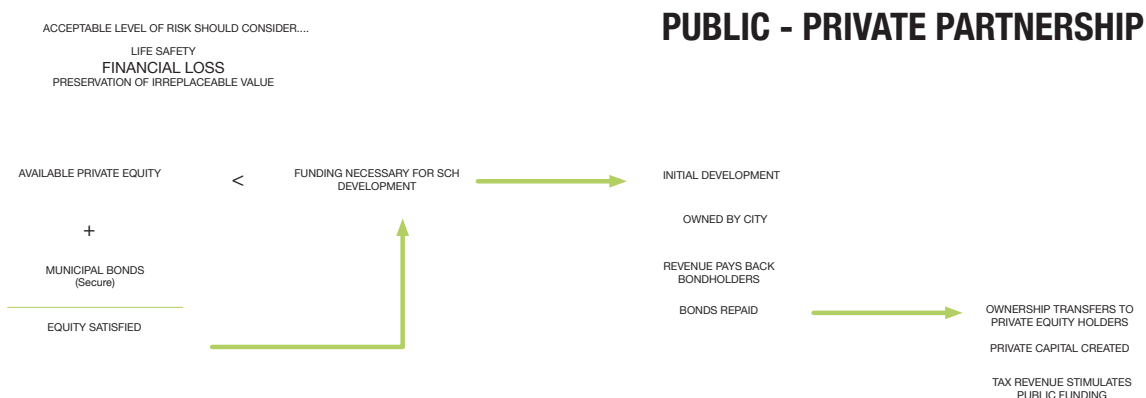 PUBLIC - PRIVATE PARTNERSHIP
ACCEPTABLE LEVEL OF RISK SHOULD CONSIDER....
LIFE SAFETY
FINANCIAL LOSS
PRESERVATION OF IRREPLACEABLE VALUE
AVAILABLE PRIVATE EQUITY
+
MUNICIPAL BONDS
(Secure)
EQUITY SATISFIED
<
FUNDING NECESSARY FOR SCH
DEVELOPMENT
INITIAL DEVELOPMENT
OWNED BY CITY
REVENUE PAYS BACK
BONDHOLDERS
BONDS REPAID
OWNERSHIP TRANSFERS TO
PRIVATE EQUITY HOLDERS
PRIVATE CAPITAL CREATED
TAX REVENUE STIMULATES
PUBLIC FUNDING